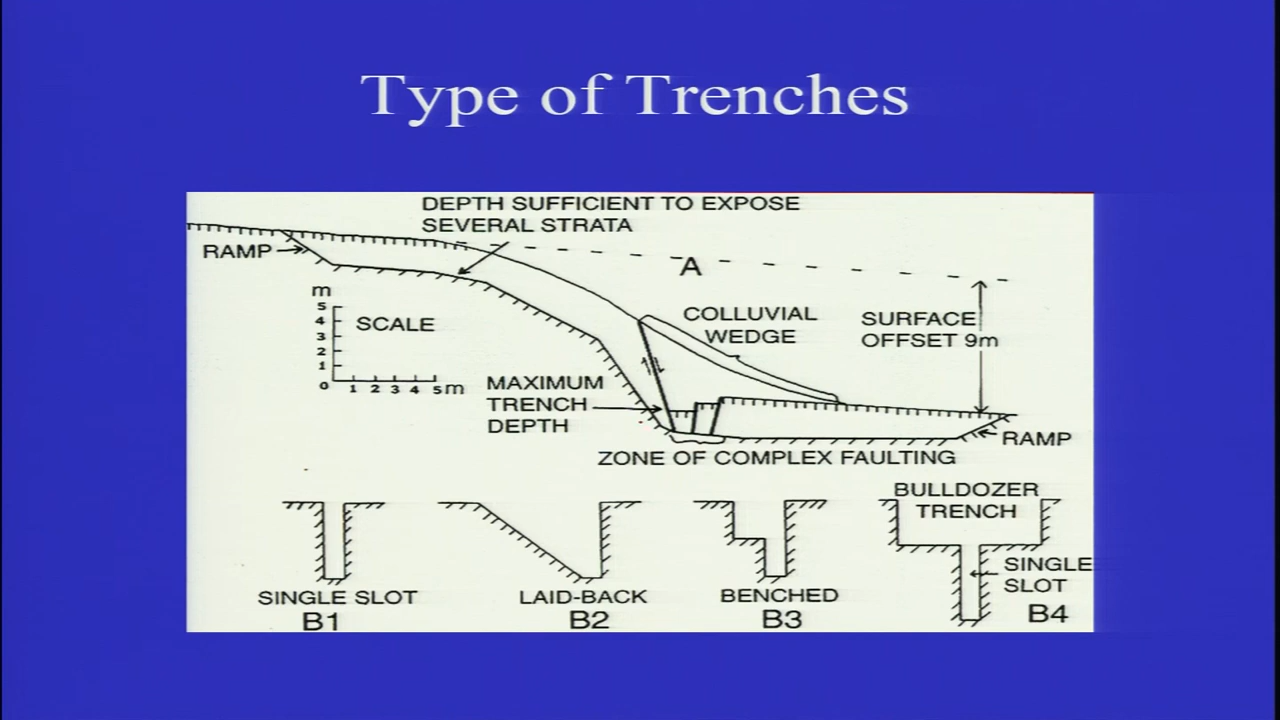 Type of Trenches
DEPTH SUFFICIENT TO EXPOSE
SEVERAL STRATA
RAMP
A
m
5
4
3
2
1
0
SCALE
1 2 3 4 5 m
COLLUVIAL
WEDGE
SURFACE
OFFSET 9m
MAXIMUM
TRENCH
DEPTH
RAMP
ZONE OF COMPLEX FAULTING
BULLDOZER
TRENCH
SINGLE
SLOT
SINGLE SLOT
B1
LAID-BACK
B2
BENCHED
B3
B4